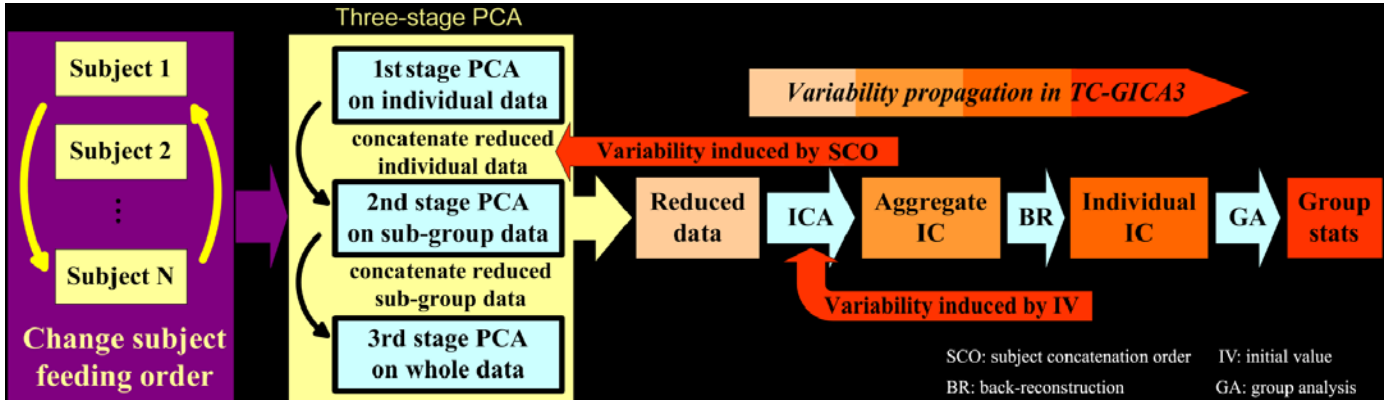 Three-stage PCA
Subject 1
Subject 2
...
Subject N
Change subject
feeding order
1st stage PCA
on individual data
concatenate reduced
individual data
2nd stage PCA
on sub-group data
concatenate reduced
sub-group data
3rd stage PCA
on whole data
Variability propagation in TC-GICA3
Variability induced by SCO
Reduced
data
ICA
Aggregate
IC
BR
Individual
IC
GA
Group
stats
Variability induced by IV
SCO: subject concatenation order IV: initial value
BR: back-reconstruction GA: group analysis